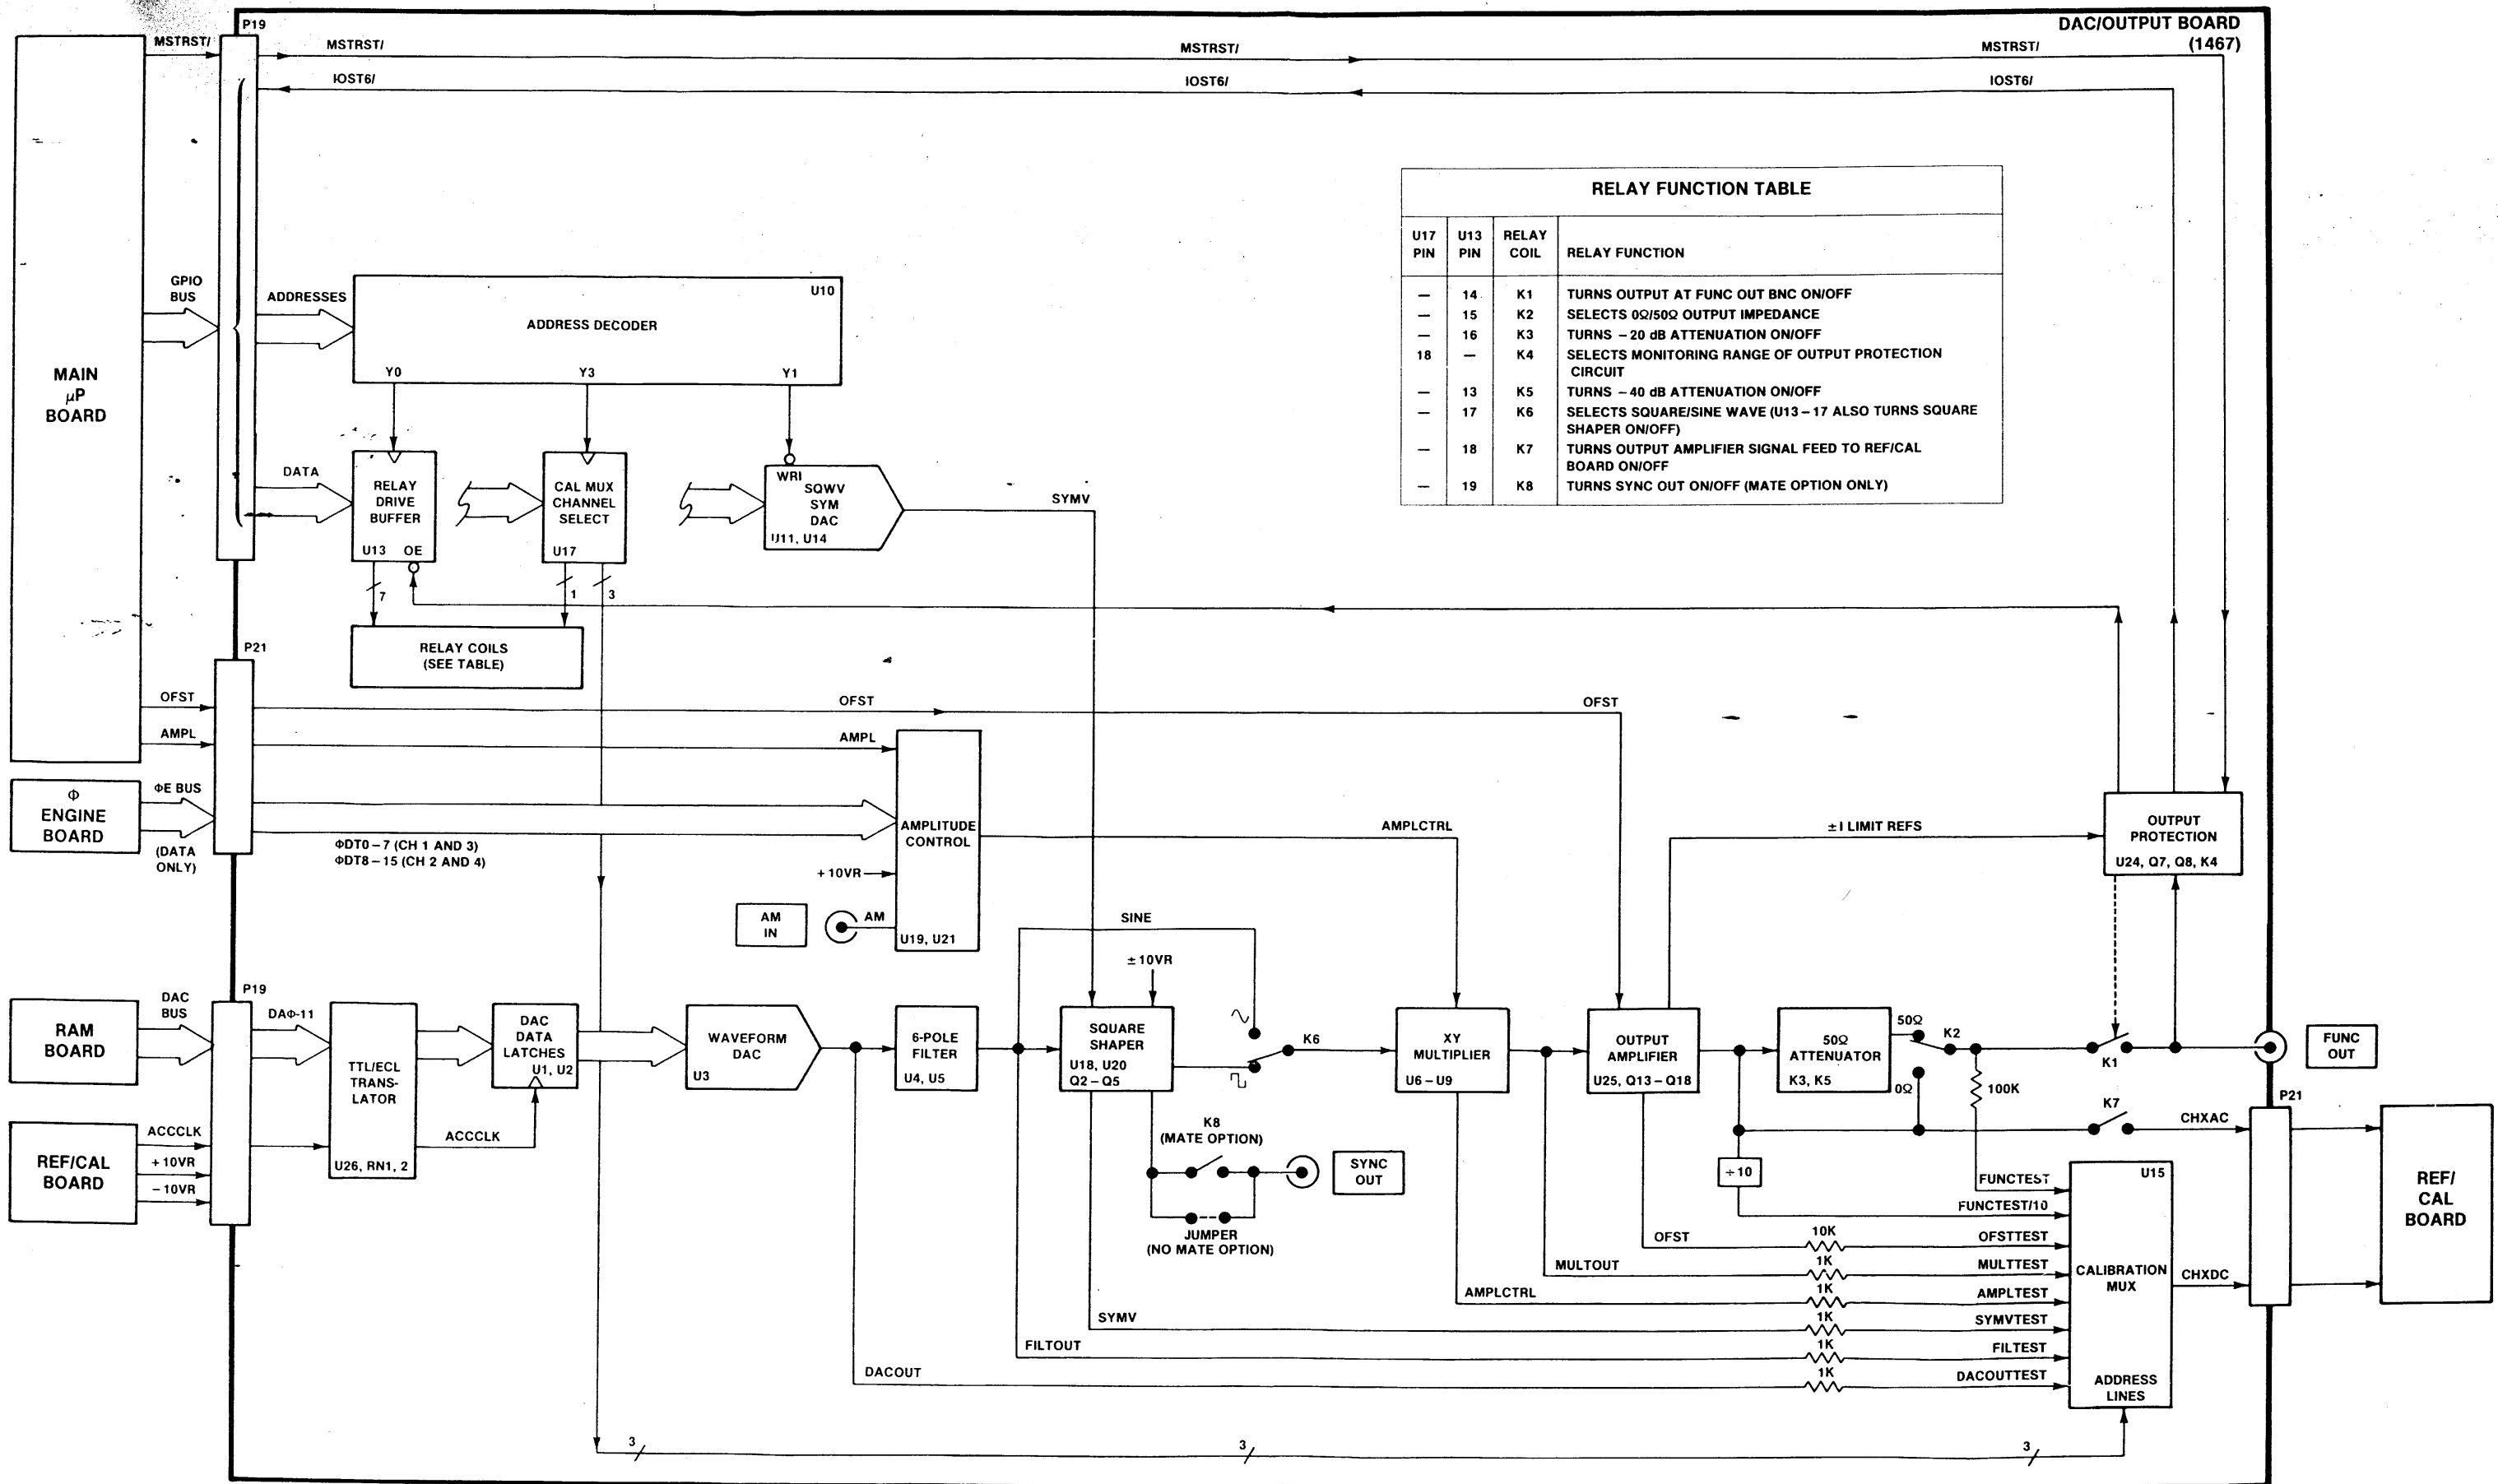 DAC/OUTPUT BOARD
(1467)
P19
MSTRST/
MSTRST/
MSTRST/
MSTRST/
IOST6/
IOST6/
IOST6/
MAIN
μP
BOARD
GPIO
BUS
ADDRESSES
U10
ADDRESS DECODER
Y0
Y3
Y1
DATA
RELAY
DRIVE
BUFFER
U13 OE
CAL MUX
CHANNEL
SELECT
U17
WRI
SQWV
SYM
DAC
U11, U14
SYMV
7
1
3
RELAY COILS
(SEE TABLE)
RELAY FUNCTION TABLE
U17 PIN
U13 PIN
RELAY COIL
RELAY FUNCTION
— 14 K1 TURNS OUTPUT AT FUNC OUT BNC ON/OFF
— 15 K2 SELECTS 0Ω/50Ω OUTPUT IMPEDANCE
— 16 K3 TURNS –20 dB ATTENUATION ON/OFF
18 — K4 SELECTS MONITORING RANGE OF OUTPUT PROTECTION
CIRCUIT
— 13 K5 TURNS –40 dB ATTENUATION ON/OFF
— 17 K6 SELECTS SQUARE/SINE WAVE (U13–17 ALSO TURNS SQUARE
SHAPER ON/OFF)
— 18 K7 TURNS OUTPUT AMPLIFIER SIGNAL FEED TO REF/CAL
BOARD ON/OFF
— 19 K8 TURNS SYNC OUT ON/OFF (MATE OPTION ONLY)
P21
OFST
OFST
OFST
AMPL
AMPL
Φ
ENGINE
BOARD
ΦE BUS
(DATA
ONLY)
ΦDT0–7 (CH 1 AND 3)
ΦDT8–15 (CH 2 AND 4)
AMPLITUDE
CONTROL
U19, U21
+10VR
AM
IN
AM
AMPLCTRL
±I LIMIT REFS
OUTPUT
PROTECTION
U24, Q7, Q8, K4
SINE
±10VR
RAM
BOARD
DAC
BUS
P19
DAΦ-11
TTL/ECL
TRANS-
LATOR
U26, RN1, 2
DAC
DATA
LATCHES
U1, U2
ACCCLK
WAVEFORM
DAC
U3
6-POLE
FILTER
U4, U5
SQUARE
SHAPER
U18, U20
Q2–Q5
K6
XY
MULTIPLIER
U6–U9
OUTPUT
AMPLIFIER
U25, Q13–Q18
50Ω
ATTENUATOR
K3, K5
50Ω
K2
0Ω
100K
K1
FUNC
OUT
REF/CAL
BOARD
ACCCLK
+10VR
−10VR
K8
(MATE OPTION)
SYNC
OUT
JUMPER
(NO MATE OPTION)
÷10
K7
CHXAC
P21
REF/
CAL
BOARD
U15
CALIBRATION
MUX
ADDRESS
LINES
CHXDC
FUNCTEST
FUNCTEST/10
OFST
10K
OFSTTEST
MULTOUT
1K
MULTTEST
AMPLCTRL
1K
AMPLTEST
SYMV
1K
SYMVTEST
FILTOUT
1K
FILTEST
DACOUT
1K
DACOUTTEST
3
3
3